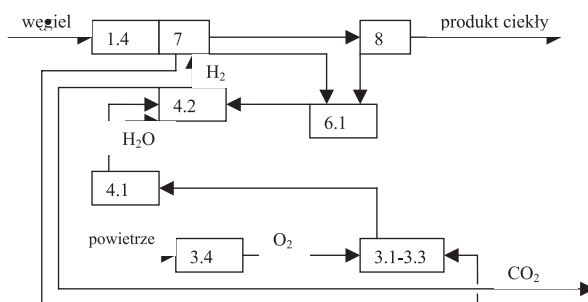 węgiel
produkt ciekły
1.4
7
8
H₂
4.2
6.1
H₂O
4.1
powietrze
3.4
O₂
3.1-3.3
CO₂